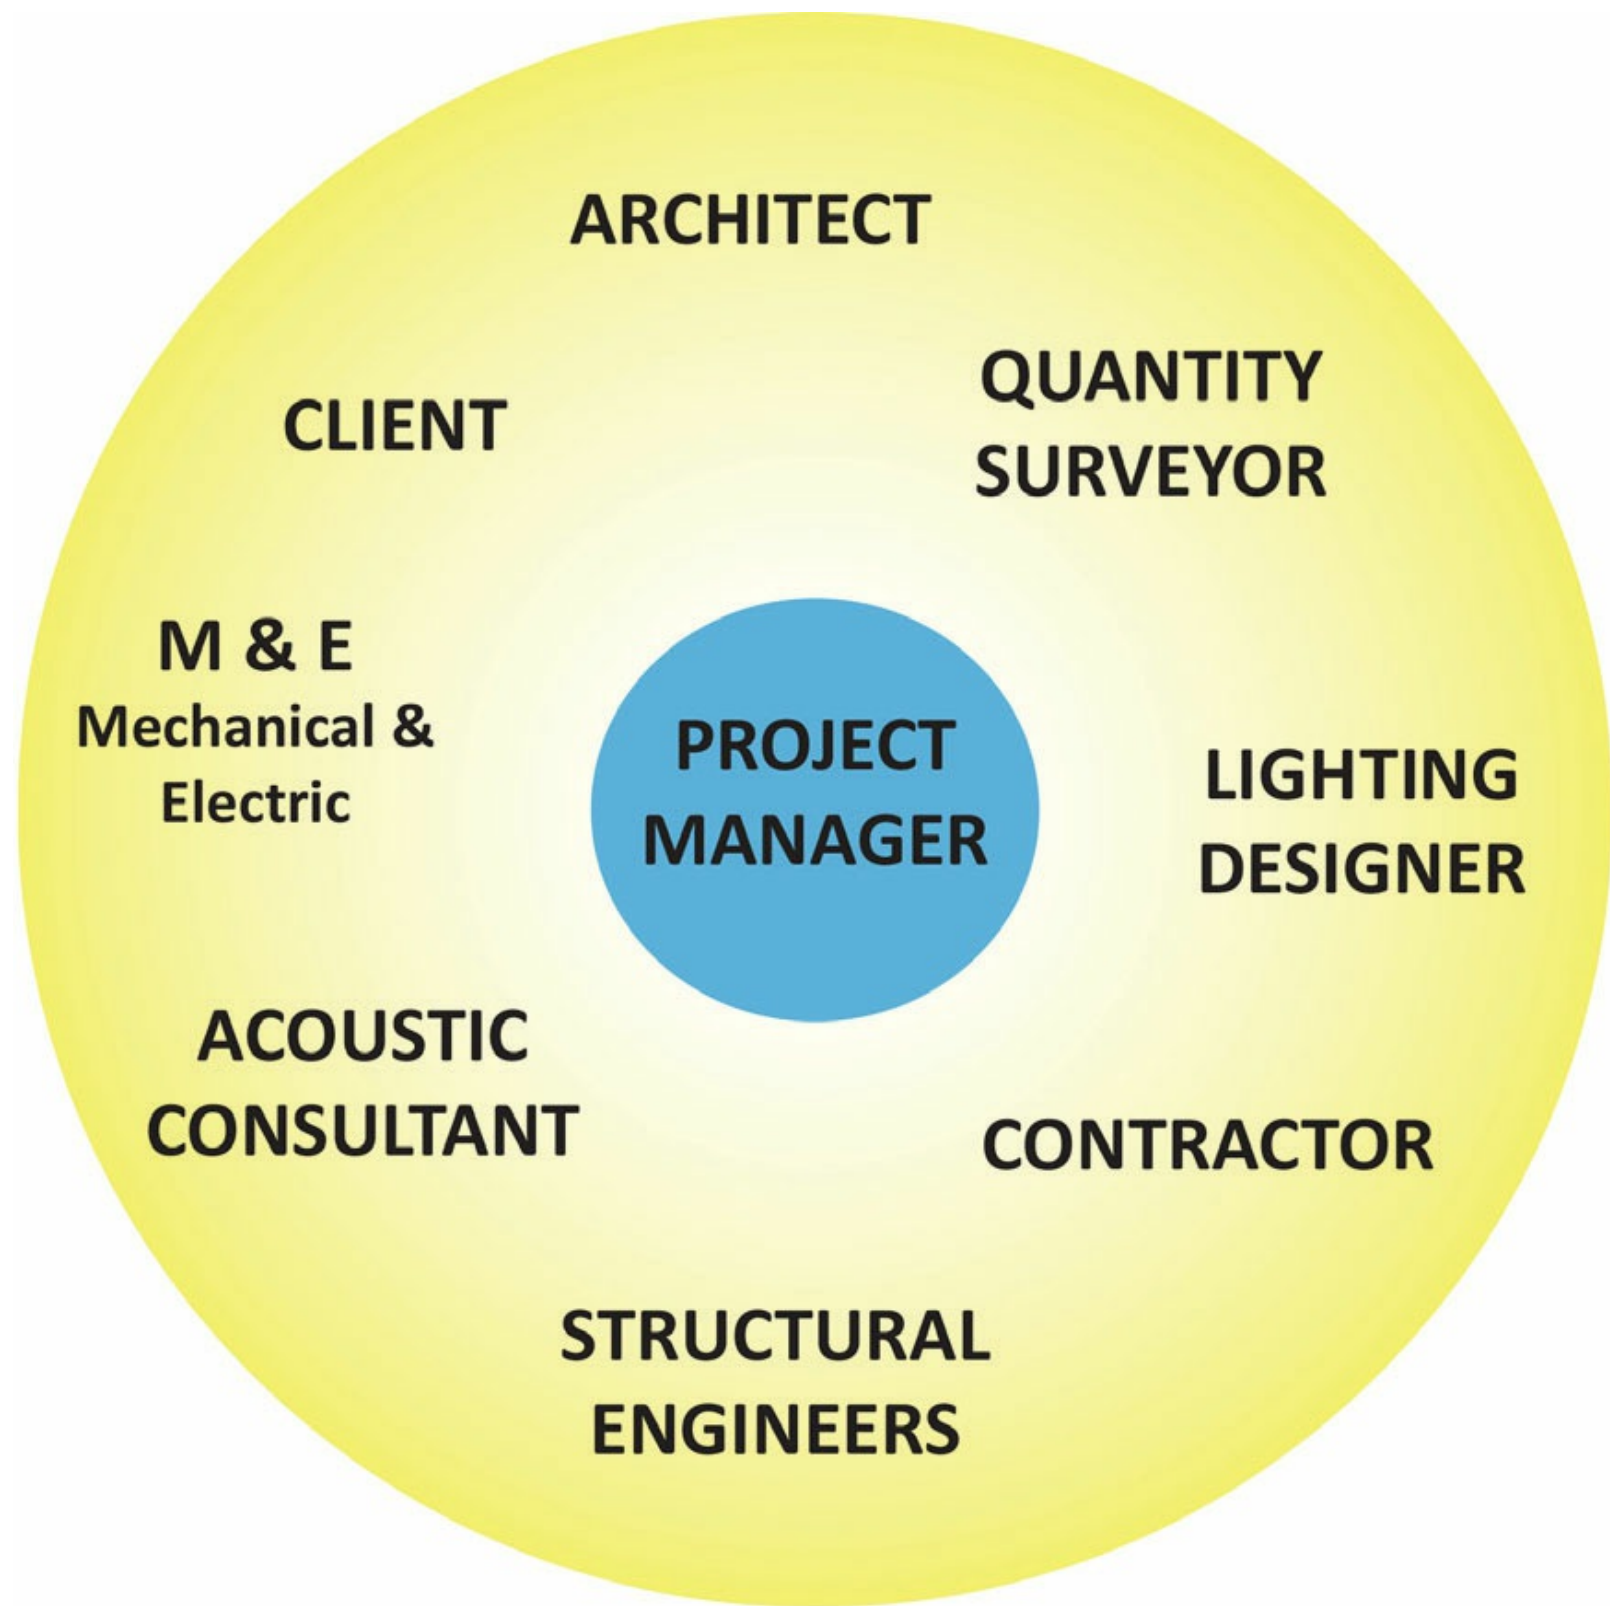 ARCHITECT
QUANTITY
SURVEYOR
CLIENT
M & E
Mechanical &
Electric
PROJECT
MANAGER
LIGHTING
DESIGNER
ACOUSTIC
CONSULTANT
CONTRACTOR
STRUCTURAL
ENGINEERS